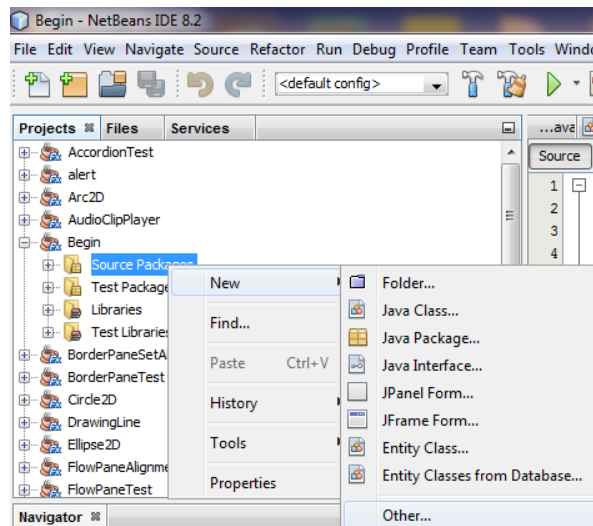 Begin - NetBeans IDE 8.2
File Edit View Navigate Source Refactor Run Debug Profile Team Tools
<default config>
Projects Files Services
...ava
Source
AccordionTest
alert
Arc2D
AudioClipPlayer
Begin
Source Packages
Test Package
Libraries
Test Libraries
BorderPaneSetA
BorderPaneTest
Circle2D
DrawingLine
Ellipse2D
FlowPaneAlignme
FlowPaneTest
Navigator
1
2
3
4
New
Find...
Paste Ctrl+V
History
Tools
Properties
Folder...
Java Class...
Java Package...
Java Interface...
JPanel Form...
JFrame Form...
Entity Class...
Entity Classes from Database...
Other...